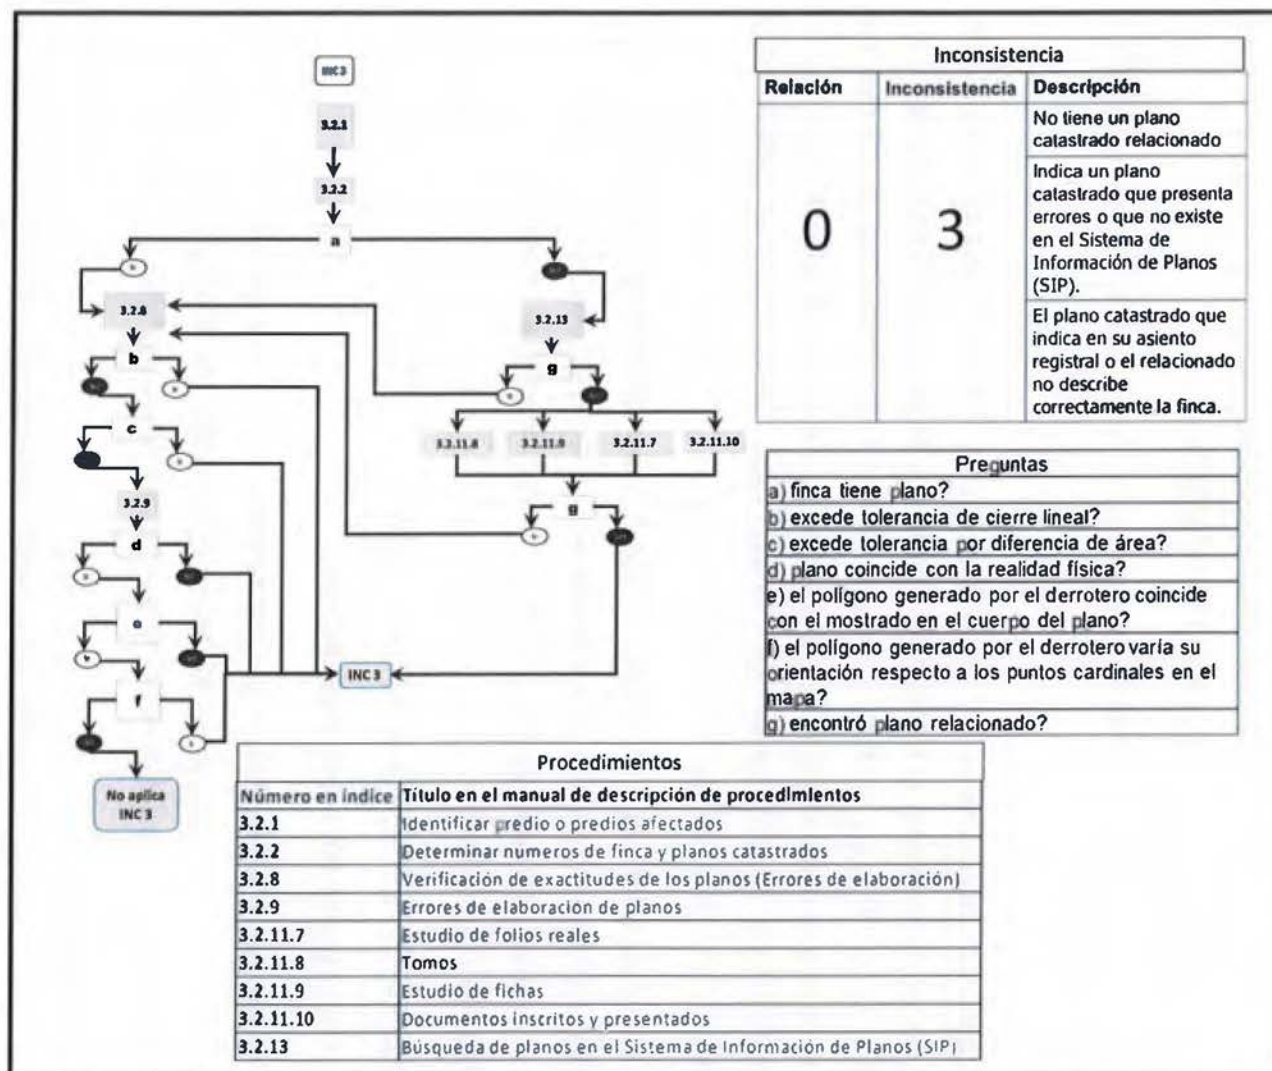 INC 3
3.2.1
3.2.2
a
3.2.8
3.2.13
b
g
c
3.2.11.8 3.2.11.9 3.2.11.7 3.2.11.10
3.2.9
g
d
e
INC 3
f
No aplica
INC 3
Inconsistencia
Relación Inconsistencia Descripción
0 3
No tiene un plano
catastrado relacionado
Indica un plano
catastrado que presenta
errores o que no existe
en el Sistema de
Información de Planos
(SIP).
El plano catastrado que
indica en su asiento
registral o el relacionado
no describe
correctamente la finca.
Preguntas
a) finca tiene plano?
b) excede tolerancia de cierre lineal?
c) excede tolerancia por diferencia de área?
d) plano coincide con la realidad física?
e) el polígono generado por el derrotero coincide
con el mostrado en el cuerpo del plano?
f) el polígono generado por el derrotero varía su
orientación respecto a los puntos cardinales en el
mapa?
g) encontró plano relacionado?
Procedimientos
Número en índice Título en el manual de descripción de procedimientos
3.2.1 Identificar predio o predios afectados
3.2.2 Determinar numeros de finca y planos catastrados
3.2.8 Verificación de exactitudes de los planos (Errores de elaboración)
3.2.9 Errores de elaboracion de planos
3.2.11.7 Estudio de folios reales
3.2.11.8 Tomos
3.2.11.9 Estudio de fichas
3.2.11.10 Documentos inscritos y presentados
3.2.13 Búsqueda de planos en el Sistema de Información de Planos (SIP)